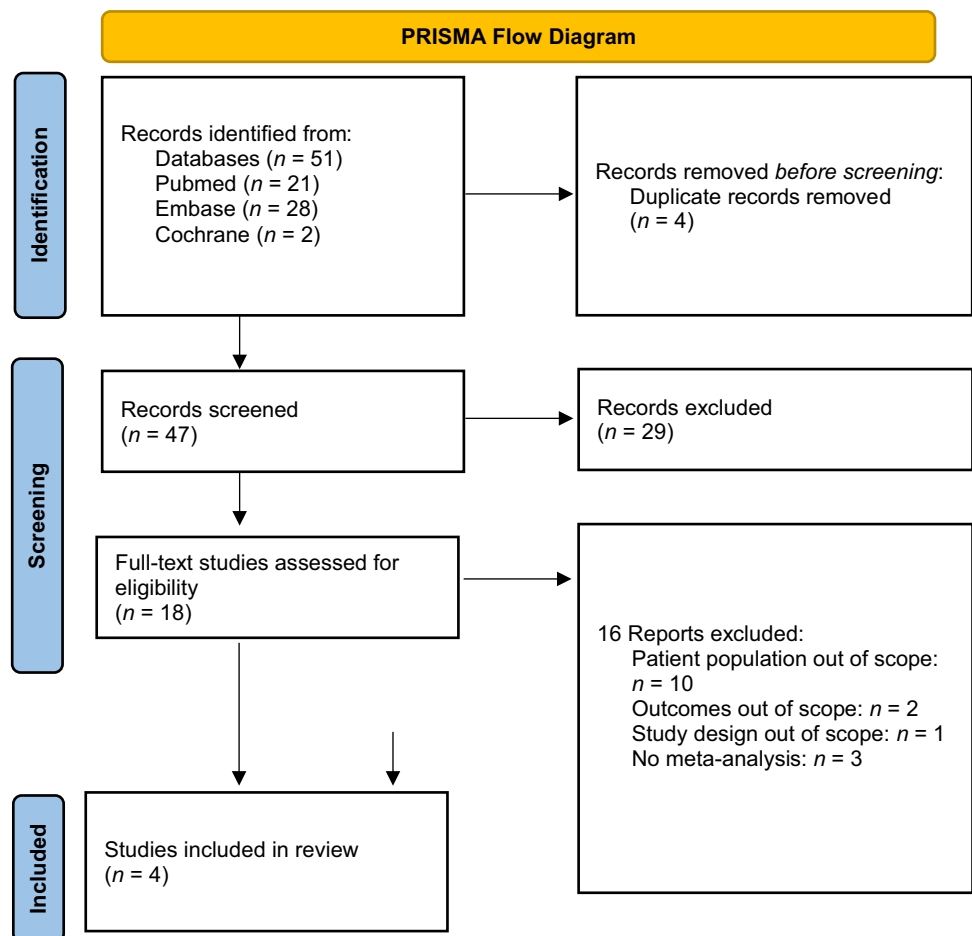 PRISMA Flow Diagram
Identification
Records identified from:
Databases (n = 51)
Pubmed (n = 21)
Embase (n = 28)
Cochrane (n = 2)
Records removed before screening:
Duplicate records removed
(n = 4)
Screening
Records screened
(n = 47)
Records excluded
(n = 29)
Full-text studies assessed for
eligibility
(n = 18)
16 Reports excluded:
Patient population out of scope:
n = 10
Outcomes out of scope: n = 2
Study design out of scope: n = 1
No meta-analysis: n = 3
Included
Studies included in review
(n = 4)